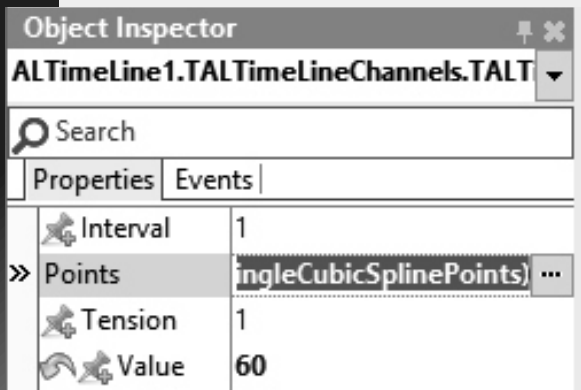 Object Inspector
ALTimeLine1.TALTimeLineChannels.TALT
Search
Properties Events
Interval 1
Points ingleCubicSplinePoints) ...
Tension 1
Value 60